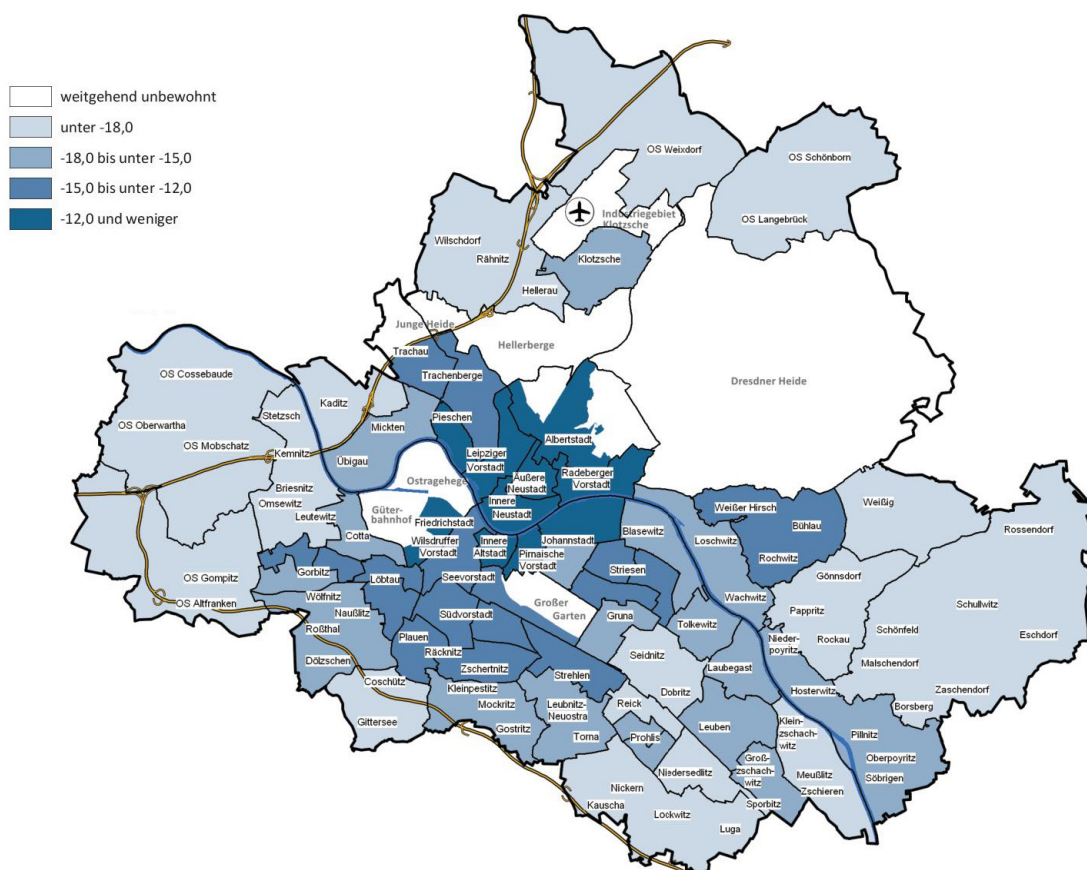 weitgehend unbewohnt
unter -18,0
-18,0 bis unter -15,0
-15,0 bis unter -12,0
-12,0 und weniger
OS Weixdorf
OS Schönborn
OS Langebrück
Industriegebiet
Klotzsche
Klotzsche
Wilschdorf
Rähnitz
Hellerau
Junge Heide
Hellerberge
Dresdner Heide
Trachau
Trachenberge
OS Cossebaude
OS Oberwartha
OS Mobschatz
Stetzsch
Kaditz
Mickten
Pieschen
Kemnitz
Übigau
Leipziger
Vorstadt
Albertstadt
Äußere
Neustadt
Radeberger
Vorstadt
Innere
Neustadt
Ostragehege
Briesnitz
Omsewitz
Leutewitz
Güter-
bahnhof
Friedrichstadt
Cotta
Wilsdruffer
Vorstadt
Innere
Altstadt
Johannstadt
Pirnaische
Vorstadt
Blasewitz
Loschwitz
Weißer Hirsch
Bühlau
Rochwitz
Weißig
Rossendorf
Gönnsdorf
Pappritz
Rockau
Schullwitz
Schönfeld
Eschdorf
Malschendorf
Zaschendorf
Borsberg
OS Gompitz
OS Altfranken
Gorbitz
Löbtau
Wölfnitz
Naußlitz
Roßthal
Dölzschen
Coschütz
Gittersee
Seevorstadt
Südvorstadt
Plauen
Räcknitz
Zschertnitz
Großer
Garten
Striesen
Gruna
Tolkewitz
Wachwitz
Nieder-
poyritz
Seidnitz
Dobritz
Laubegast
Hosterwitz
Strehlen
Kleinpestitz
Mockritz
Gostritz
Leubnitz-
Neuostra
Torna
Reick
Prohlis
Leuben
Klein-
zschach-
witz
Pillnitz
Oberpoyritz
Söbrigen
Groß-
zschach-
witz
Meußlitz
Zschieren
Niedersedlitz
Nickern
Kauscha
Lockwitz
Luga
Sporbitz